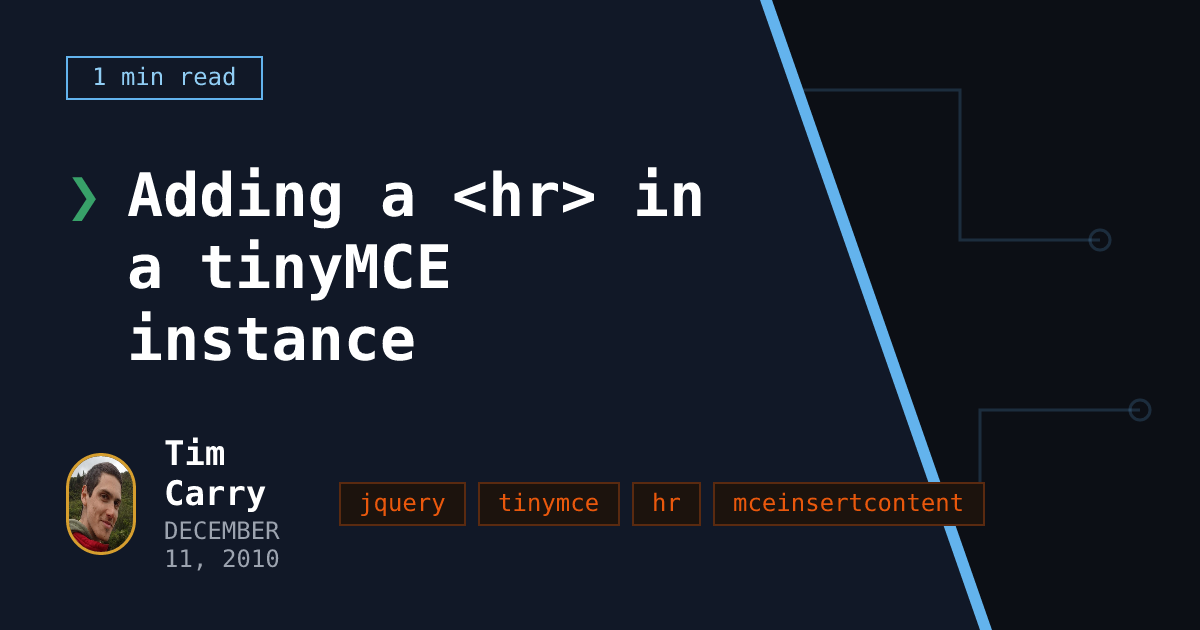 1 min read
❯ Adding a <hr> in
a tinyMCE
instance
Tim
Carry
DECEMBER
11, 2010
jquery tinymce hr mceinsertcontent